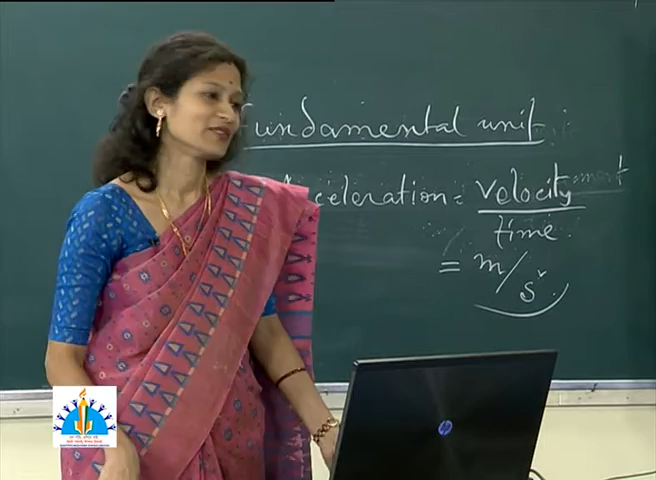 Fundamental unit
Acceleration = velocity
time
= m/s²